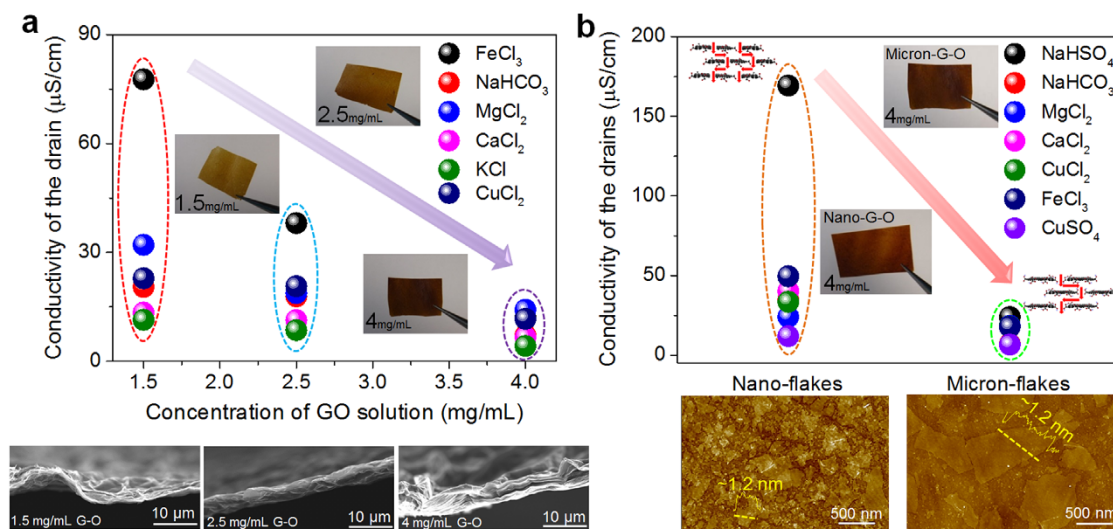 a
Conductivity of the drain (μS/cm)
90
60
30
0
1.5
2.0
2.5
3.0
3.5
4.0
Concentration of GO solution (mg/mL)
2.5mg/mL
1.5mg/mL
4mg/mL
FeCl3
NaHCO3
MgCl2
CaCl2
KCl
CuCl2
1.5 mg/mL G-O
10 μm
2.5 mg/mL G-O
10 μm
4 mg/mL G-O
10 μm
b
Conductivity of the drains (μS/cm)
200
175
150
125
100
75
50
25
0
Micron-G-O
4mg/mL
Nano-G-O
4mg/mL
NaHSO4
NaHCO3
MgCl2
CaCl2
CuCl2
FeCl3
CuSO4
Nano-flakes
Micron-flakes
~1.2 nm
500 nm
~1.2 nm
500 nm